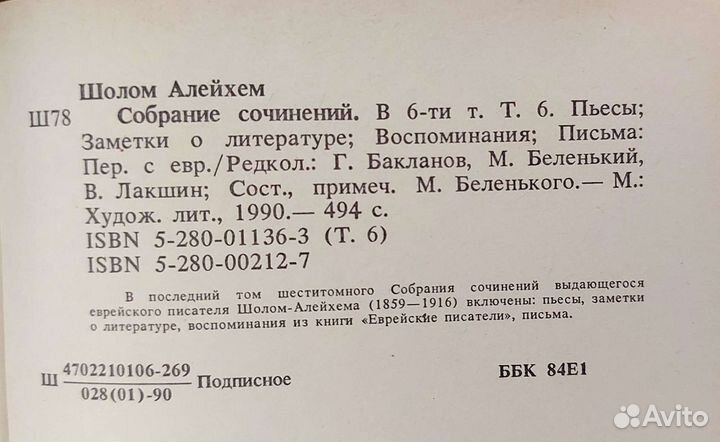 Шолом Алейхем
Ш78 Собрание сочинений. В 6-ти т. Т. 6. Пьесы;
Заметки о литературе; Воспоминания; Письма:
Пер. с евр./Редкол.: Г. Бакланов, М. Беленький,
В. Лакшин; Сост., примеч. М. Беленького.— М.:
Худож. лит., 1990.— 494 с.
ISBN 5-280-01136-3 (Т. 6)
ISBN 5-280-00212-7
В последний том шеститомного Собрания сочинений выдающегося
еврейского писателя Шолом-Алейхема (1859—1916) включены: пьесы, заметки
о литературе, воспоминания из книги «Еврейские писатели», письма.
Ш 4702210106-269
028(01)-90 Подписное
ББК 84Е1
Avito